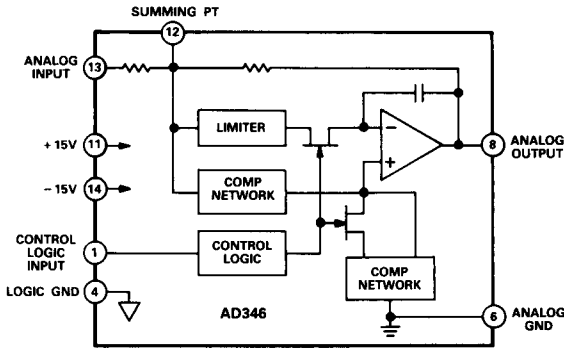 SUMMING PT
12
ANALOG
INPUT
13
LIMITER
+15V
11
8
ANALOG
OUTPUT
-15V
14
COMP
NETWORK
CONTROL
LOGIC
INPUT
1
CONTROL
LOGIC
COMP
NETWORK
LOGIC GND
4
AD346
6
ANALOG
GND
−
+